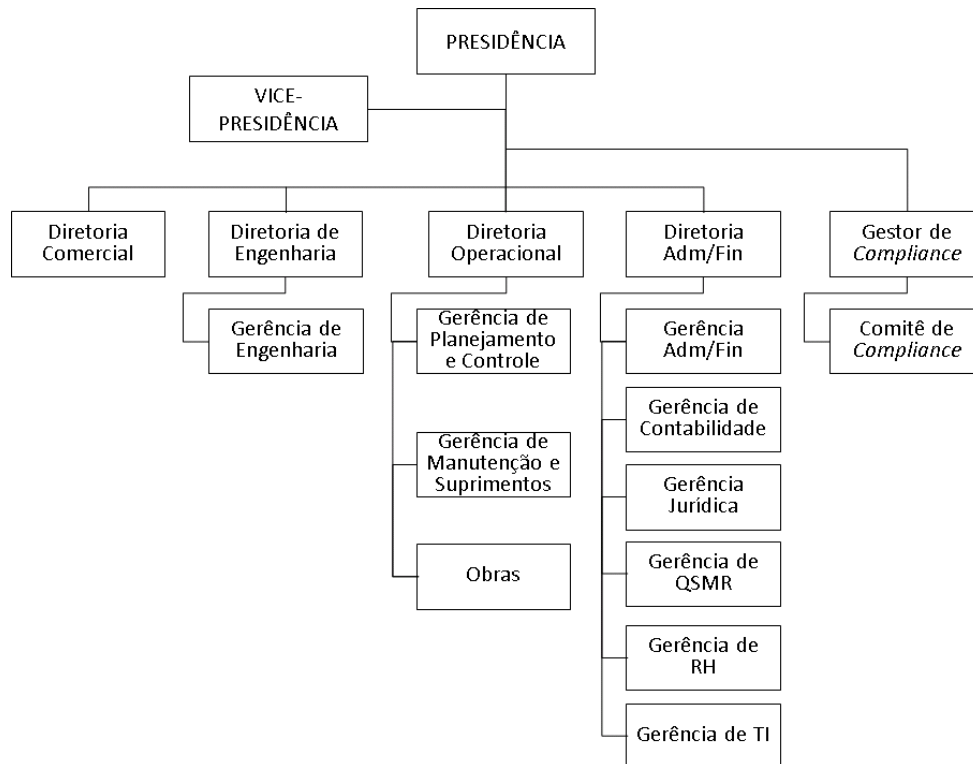 PRESIDÊNCIA
VICE-
PRESIDÊNCIA
Diretoria
Comercial
Diretoria de
Engenharia
Diretoria
Operacional
Diretoria
Adm/Fin
Gestor de
Compliance
Gerência de
Engenharia
Gerência de
Planejamento
e Controle
Gerência
Adm/Fin
Comitê de
Compliance
Gerência de
Contabilidade
Gerência de
Manutenção e
Suprimentos
Gerência
Jurídica
Obras
Gerência de
QSMR
Gerência de
RH
Gerência de TI